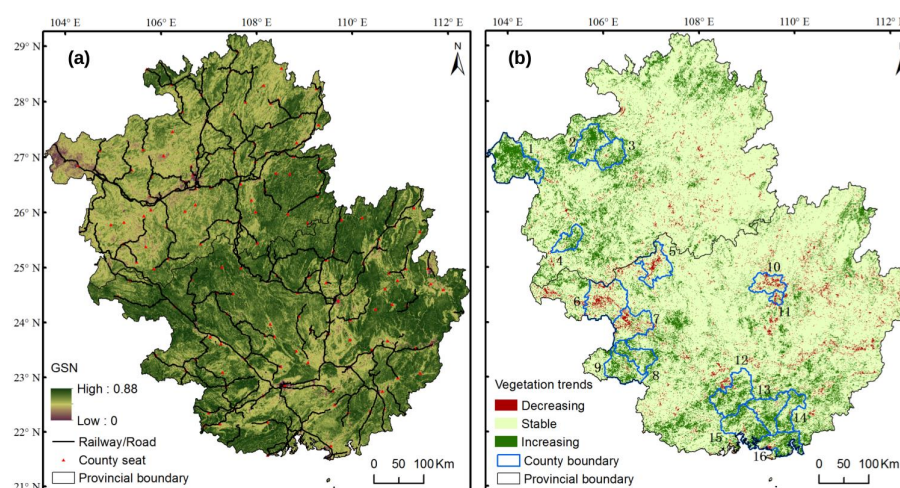 104° E 106° E 108° E 110° E 112° E
104° E 106° E 108° E 110° E 112° E
(a)
N
(b)
N
29° N
28° N
27° N
26° N
25° N
24° N
23° N
22° N
21° N
1
2
3
4
5
6
7
8
9
10
11
12
13
14
15
16
GSN
High : 0.88
Low : 0
Railway/Road
County seat
Provincial boundary
0 50 100 Km
Vegetation trends
Decreasing
Stable
Increasing
County boundary
Provincial boundary
0 50 100 Km